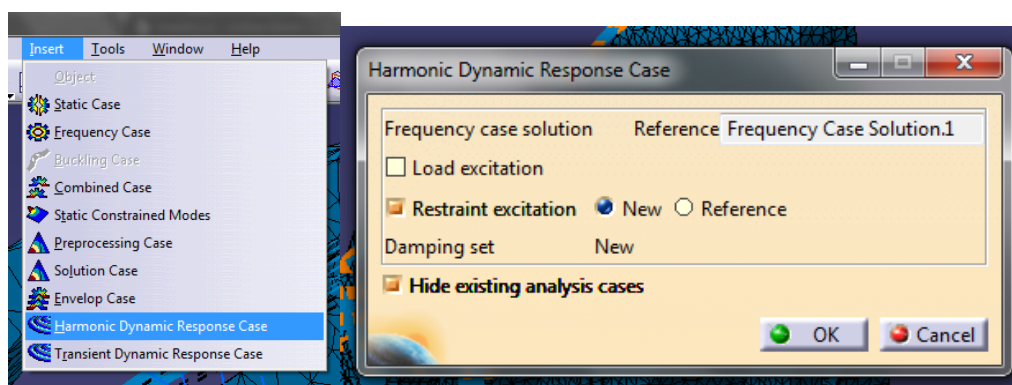 Insert Tools Window Help
Object
Static Case
Frequency Case
Buckling Case
Combined Case
Static Constrained Modes
Preprocessing Case
Solution Case
Envelop Case
Harmonic Dynamic Response Case
Transient Dynamic Response Case
Harmonic Dynamic Response Case
Frequency case solution Reference Frequency Case Solution.1
Load excitation
Restraint excitation New Reference
Damping set New
Hide existing analysis cases
OK Cancel